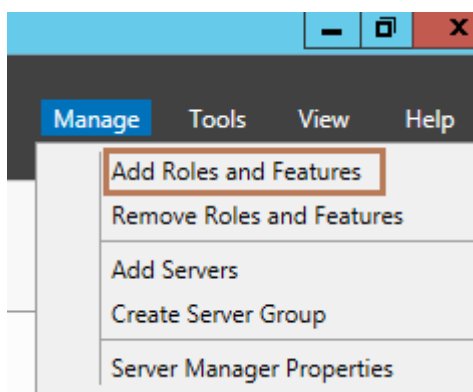 Manage Tools View Help
Add Roles and Features
Remove Roles and Features
Add Servers
Create Server Group
Server Manager Properties